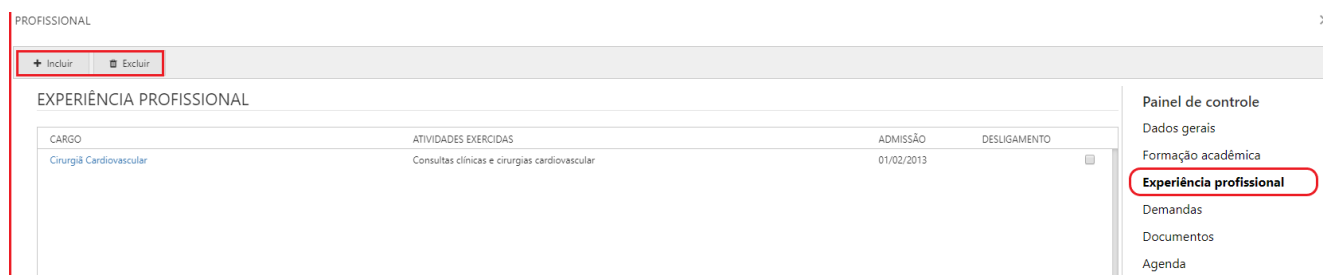 PROFISSIONAL
Incluir Excluir
EXPERIÊNCIA PROFISSIONAL
CARGO ATIVIDADES EXERCIDAS ADMISSÃO DESLIGAMENTO
Cirurgiã Cardiovascular Consultas clínicas e cirurgias cardiovascular 01/02/2013
Painel de controle
Dados gerais
Formação acadêmica
Experiência profissional
Demandas
Documentos
Agenda